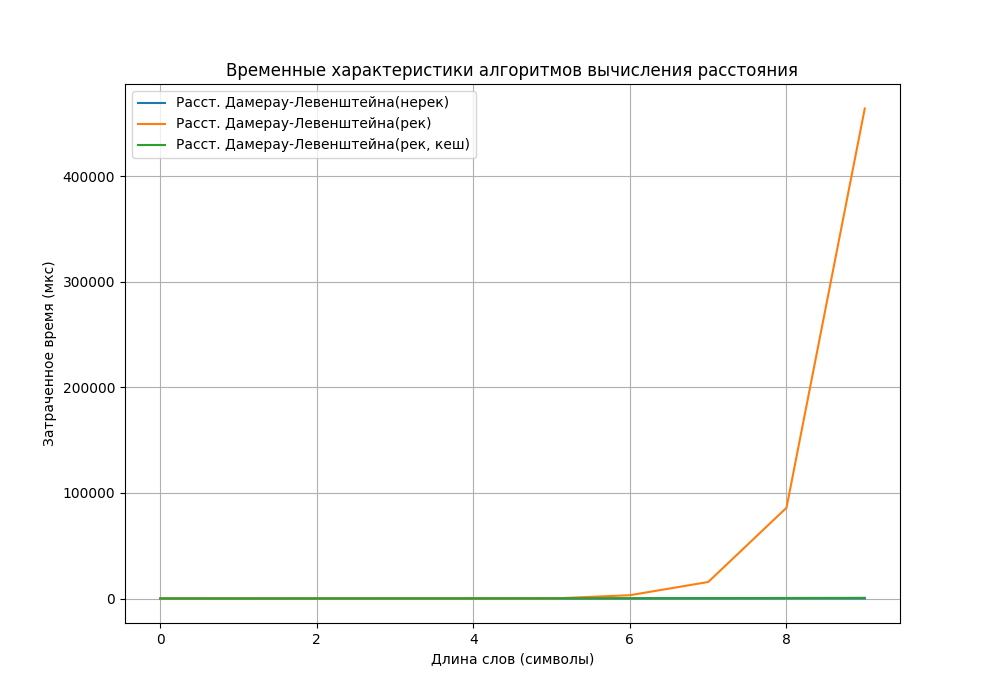 Временные характеристики алгоритмов вычисления расстояния
Расст. Дамерау-Левенштейна(нерек)
Расст. Дамерау-Левенштейна(рек)
Расст. Дамерау-Левенштейна(рек, кеш)
400000
300000
200000
100000
0
Затраченное время (мкс)
0 2 4 6 8
Длина слов (символы)